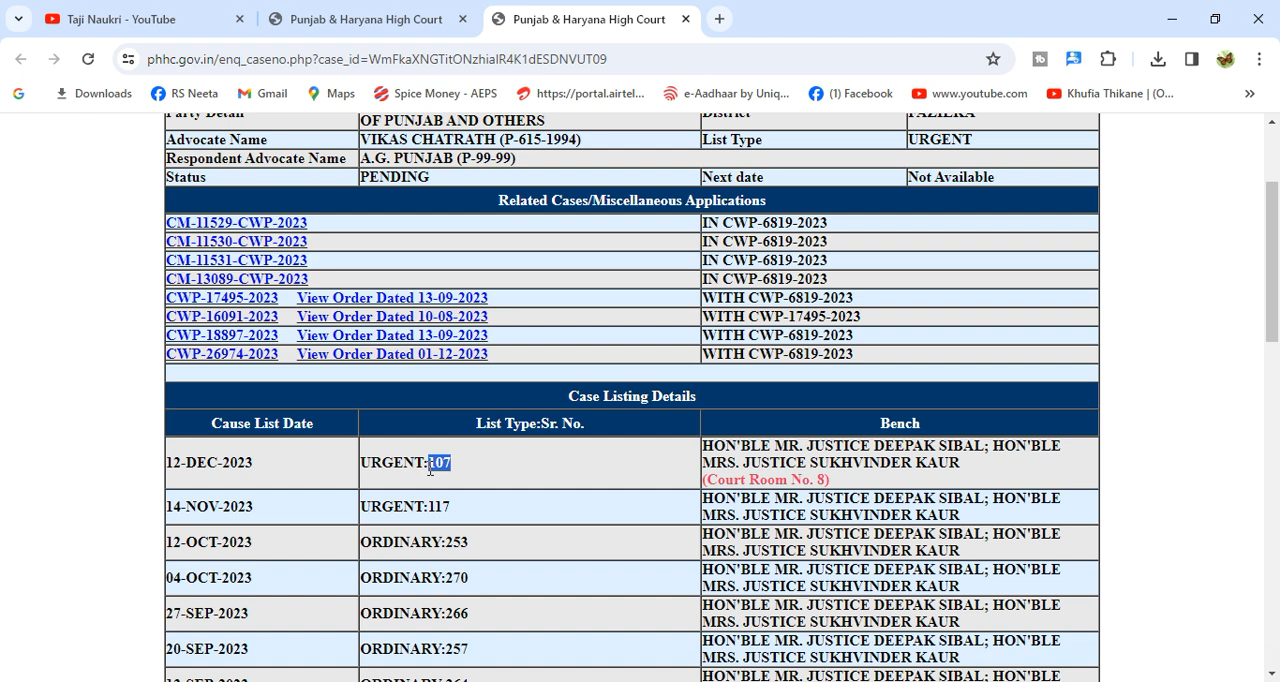 Taji Naukri - YouTube
Punjab & Haryana High Court
Punjab & Haryana High Court
phhc.gov.in/enq_caseno.php?case_id=WmFkaXNGTitONzhialR4K1dESDNVUT09
Downloads
RS Neeta
Gmail
Maps
Spice Money - AEPS
https://portal.airtel...
e-Aadhaar by Uniq...
(1) Facebook
www.youtube.com
Khufia Thikane | (O...
Party Detail
OF PUNJAB AND OTHERS
District
FAZILKA
Advocate Name
VIKAS CHATRATH (P-615-1994)
List Type
URGENT
Respondent Advocate Name
A.G. PUNJAB (P-99-99)
Status
PENDING
Next date
Not Available
Related Cases/Miscellaneous Applications
CM-11529-CWP-2023
IN CWP-6819-2023
CM-11530-CWP-2023
IN CWP-6819-2023
CM-11531-CWP-2023
IN CWP-6819-2023
CM-13089-CWP-2023
IN CWP-6819-2023
CWP-17495-2023 View Order Dated 13-09-2023
WITH CWP-6819-2023
CWP-16091-2023 View Order Dated 10-08-2023
WITH CWP-17495-2023
CWP-18897-2023 View Order Dated 13-09-2023
WITH CWP-6819-2023
CWP-26974-2023 View Order Dated 01-12-2023
WITH CWP-6819-2023
Case Listing Details
Cause List Date
List Type:Sr. No.
Bench
12-DEC-2023
URGENT:107
HON'BLE MR. JUSTICE DEEPAK SIBAL; HON'BLE
MRS. JUSTICE SUKHVINDER KAUR
(Court Room No. 8)
14-NOV-2023
URGENT:117
HON'BLE MR. JUSTICE DEEPAK SIBAL; HON'BLE
MRS. JUSTICE SUKHVINDER KAUR
12-OCT-2023
ORDINARY:253
HON'BLE MR. JUSTICE DEEPAK SIBAL; HON'BLE
MRS. JUSTICE SUKHVINDER KAUR
04-OCT-2023
ORDINARY:270
HON'BLE MR. JUSTICE DEEPAK SIBAL; HON'BLE
MRS. JUSTICE SUKHVINDER KAUR
27-SEP-2023
ORDINARY:266
HON'BLE MR. JUSTICE DEEPAK SIBAL; HON'BLE
MRS. JUSTICE SUKHVINDER KAUR
20-SEP-2023
ORDINARY:257
HON'BLE MR. JUSTICE DEEPAK SIBAL; HON'BLE
MRS. JUSTICE SUKHVINDER KAUR
HON'BLE MR. JUSTICE DEEPAK SIBAL; HON'BLE